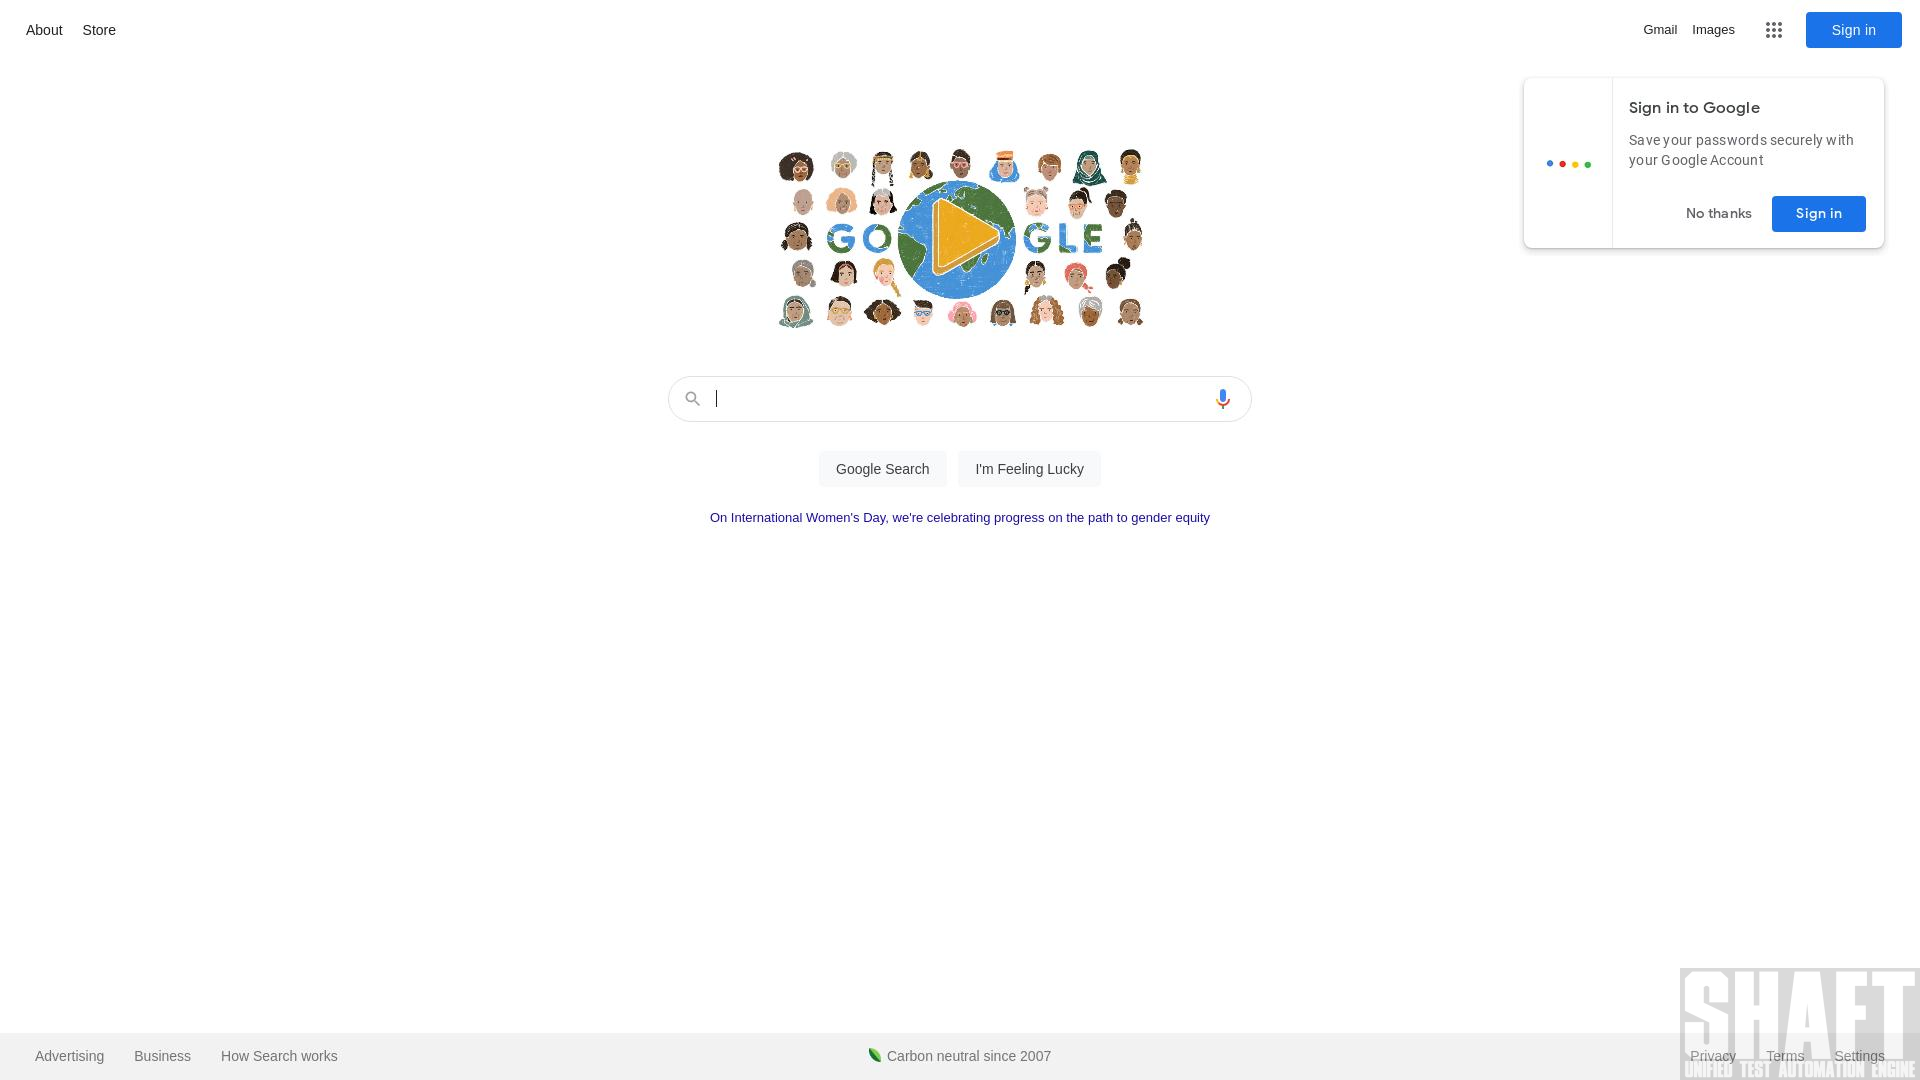 About Store
Gmail Images Sign in
Sign in to Google
Save your passwords securely with
your Google Account
No thanks Sign in
GO GLE
Google Search I'm Feeling Lucky
On International Women's Day, we're celebrating progress on the path to gender equity
SHAFT
Advertising Business How Search works Carbon neutral since 2007 Privacy Terms Settings
UNIFIED TEST AUTOMATION ENGINE